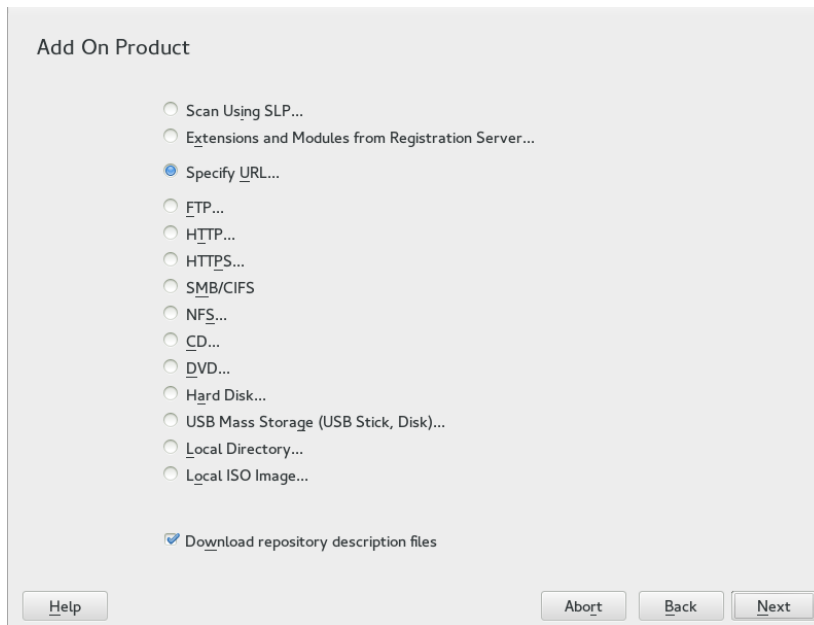 Add On Product
Scan Using SLP...
Extensions and Modules from Registration Server...
Specify URL...
FTP...
HTTP...
HTTPS...
SMB/CIFS
NFS...
CD...
DVD...
Hard Disk...
USB Mass Storage (USB Stick, Disk)...
Local Directory...
Local ISO Image...
Download repository description files
Help Abort Back Next